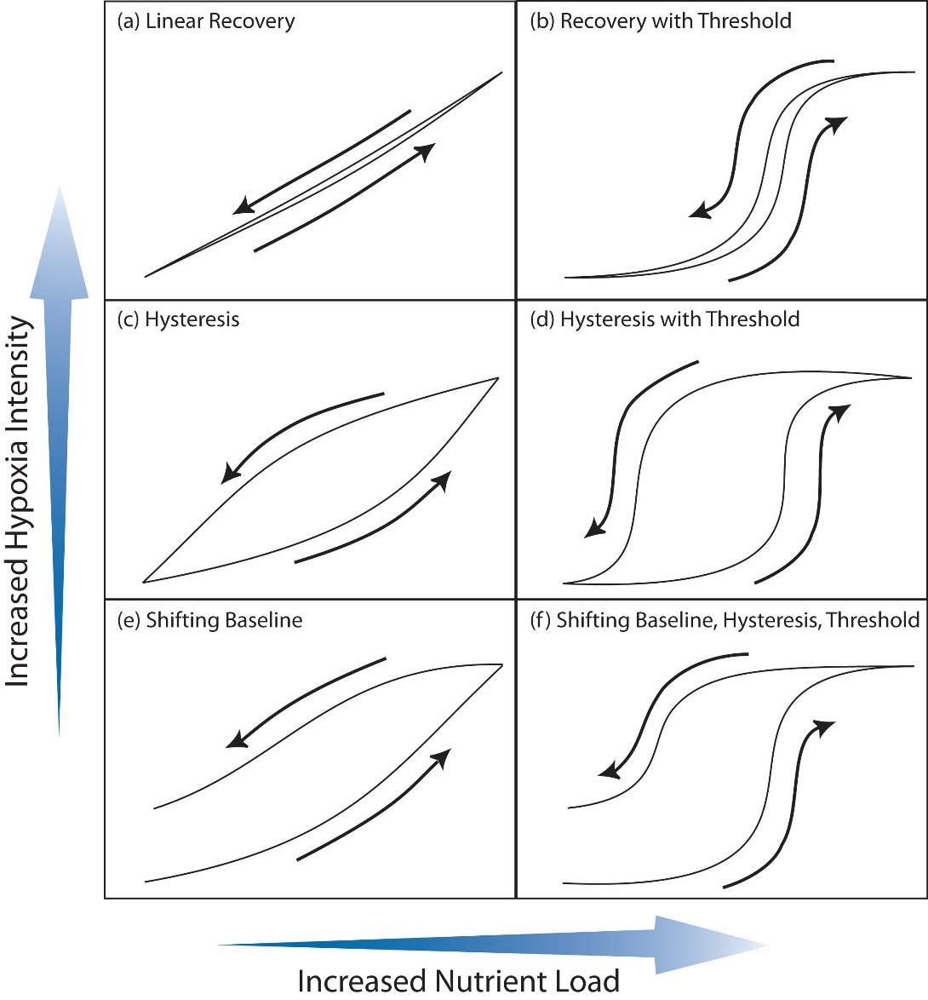 (a) Linear Recovery
(b) Recovery with Threshold
(c) Hysteresis
(d) Hysteresis with Threshold
(e) Shifting Baseline
(f) Shifting Baseline, Hysteresis, Threshold
Increased Hypoxia Intensity
Increased Nutrient Load